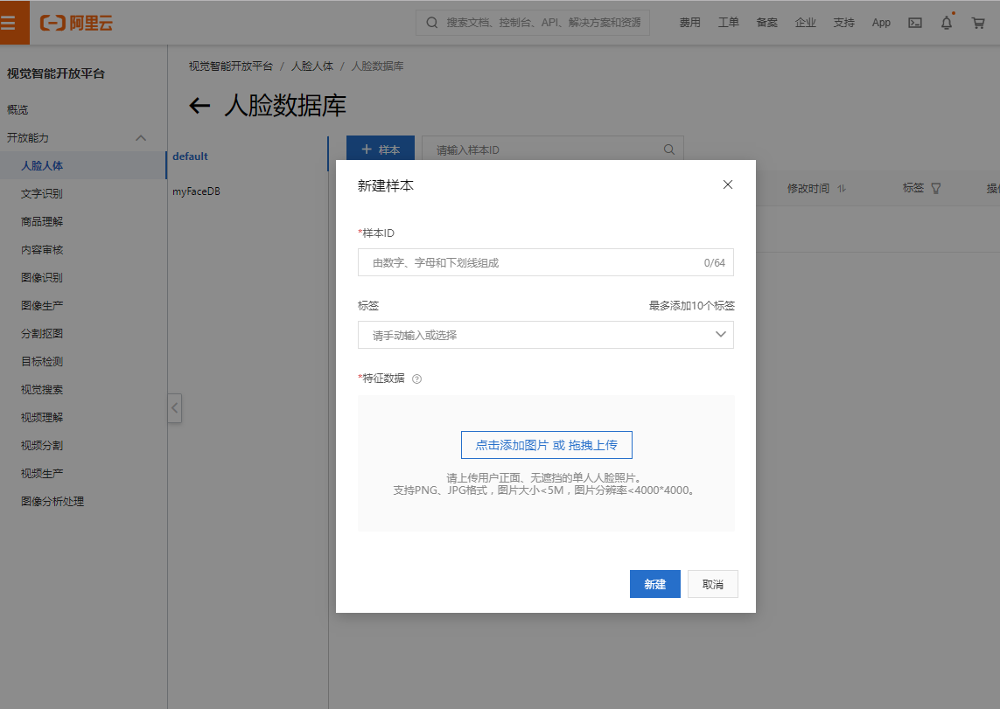 阿里云
搜索文档、控制台、API、解决方案和资源
费用 工单 备案 企业 支持 App
视觉智能开放平台
概览
开放能力
人脸人体
文字识别
商品理解
内容审核
图像识别
图像生产
分割抠图
目标检测
视觉搜索
视频理解
视频分割
视频生产
图像分析处理
视觉智能开放平台 / 人脸人体 / 人脸数据库
← 人脸数据库
default
myFaceDB
+ 样本
请输入样本ID
修改时间
标签
新建样本
*样本ID
由数字、字母和下划线组成 0/64
标签 最多添加10个标签
请手动输入或选择
*特征数据
点击添加图片 或 拖拽上传
请上传用户正面、无遮挡的单人人脸照片。
支持PNG、JPG格式，图片大小<5M，图片分辨率<4000*4000。
新建 取消